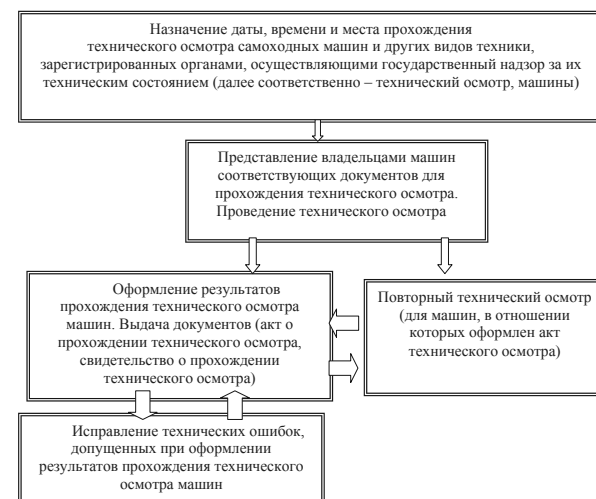 Назначение даты, времени и места прохождения
технического осмотра самоходных машин и других видов техники,
зарегистрированных органами, осуществляющими государственный надзор за их
техническим состоянием (далее соответственно – технический осмотр, машины)
Представление владельцами машин
соответствующих документов для
прохождения технического осмотра.
Проведение технического осмотра
Оформление результатов
прохождения технического осмотра
машин. Выдача документов (акт о
прохождении технического осмотра,
свидетельство о прохождении
технического осмотра)
Повторный технический осмотр
(для машин, в отношении
которых оформлен акт
технического осмотра)
Исправление технических ошибок,
допущенных при оформлении
результатов прохождения технического
осмотра машин